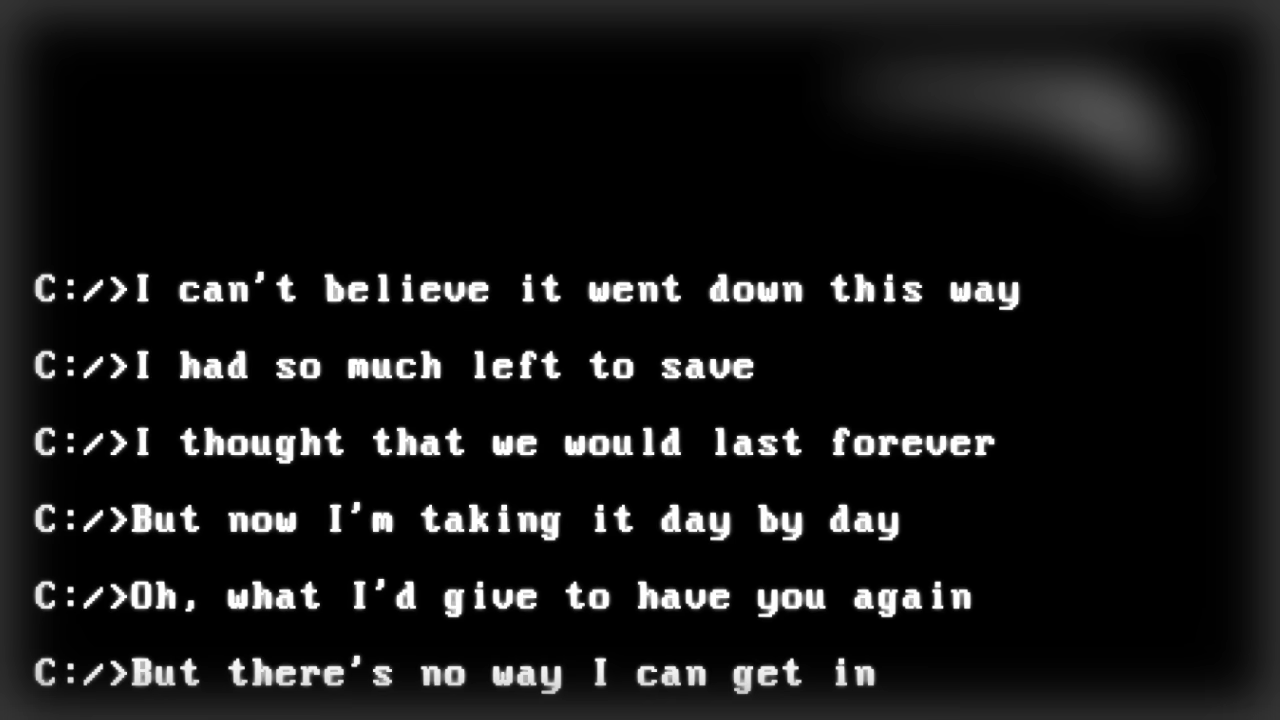 C:/>I can't believe it went down this way
C:/>I had so much left to save
C:/>I thought that we would last forever
C:/>But now I'm taking it day by day
C:/>Oh, what I'd give to have you again
C:/>But there's no way I can get in